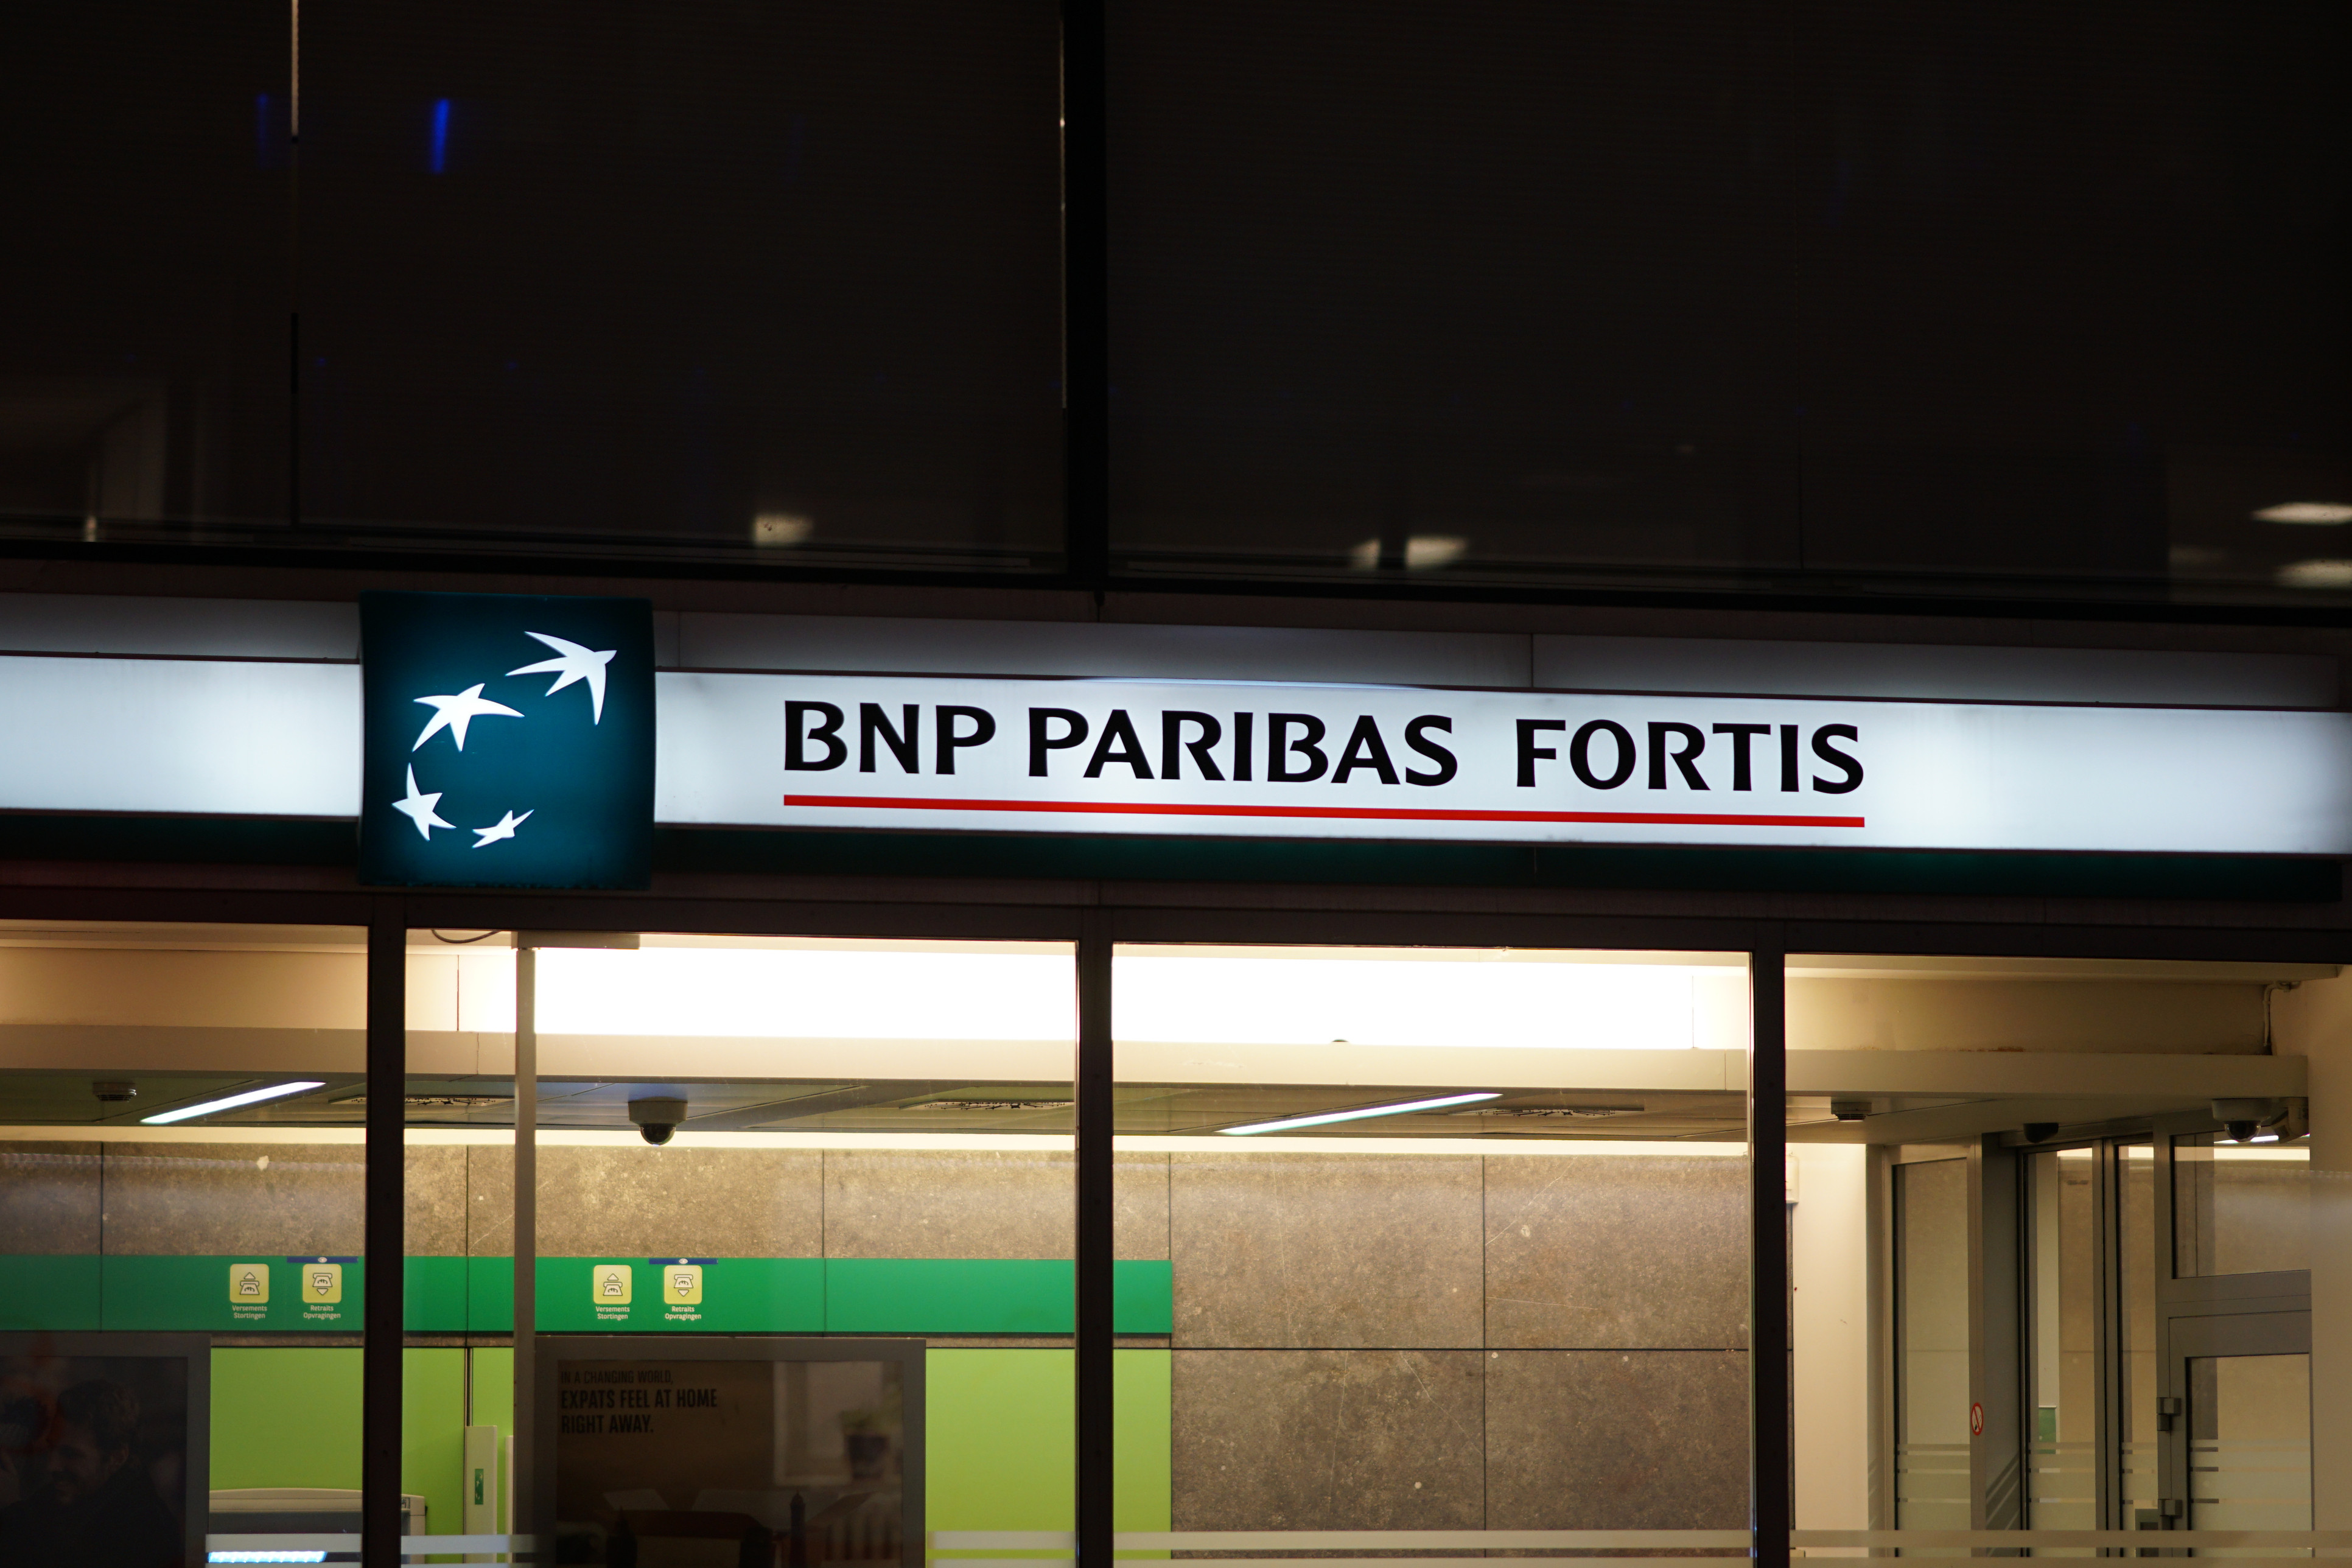 BNP PARIBAS FORTIS
Versements
Stortingen
Retraits
Opvragingen
Versements
Stortingen
Retraits
Opvragingen
IN A CHANGING WORLD,
EXPATS FEEL AT HOME
RIGHT AWAY.